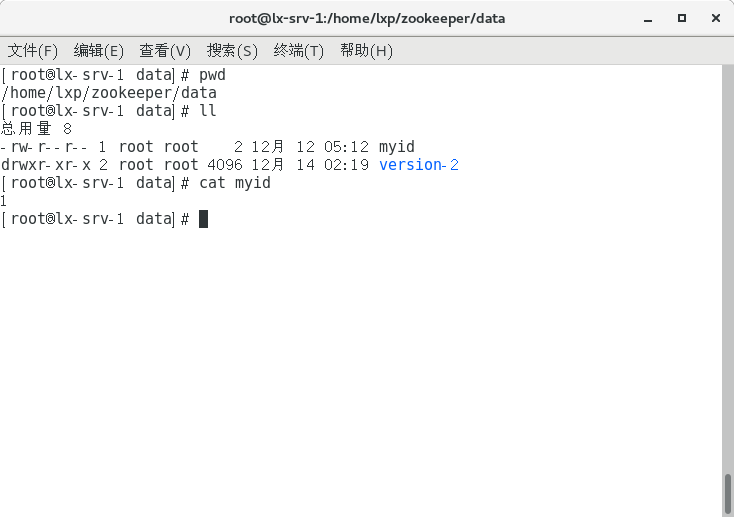 root@lx-srv-1:/home/lxp/zookeeper/data
文件(F) 编辑(E) 查看(V) 搜索(S) 终端(T) 帮助(H)
[root@lx-srv-1 data]# pwd
/home/lxp/zookeeper/data
[root@lx-srv-1 data]# ll
总用量 8
-rw-r--r-- 1 root root    2 12月 12 05:12 myid
drwxr-xr-x 2 root root 4096 12月 14 02:19 version-2
[root@lx-srv-1 data]# cat myid
1
[root@lx-srv-1 data]#